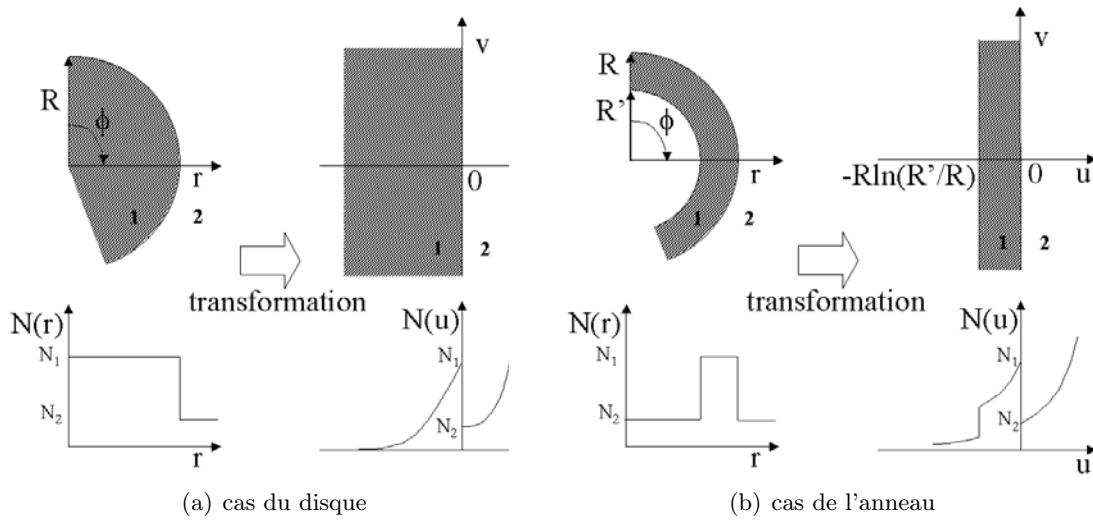 R
ϕ
r
1
2
v
0
1
2
transformation
N(r)
N₁
N₂
r
N(u)
N₁
N₂
(a) cas du disque
R
R'
ϕ
r
1
2
v
-Rln(R'/R)
0
u
1
2
transformation
N(r)
N₁
N₂
r
N(u)
N₁
N₂
u
(b) cas de l'anneau